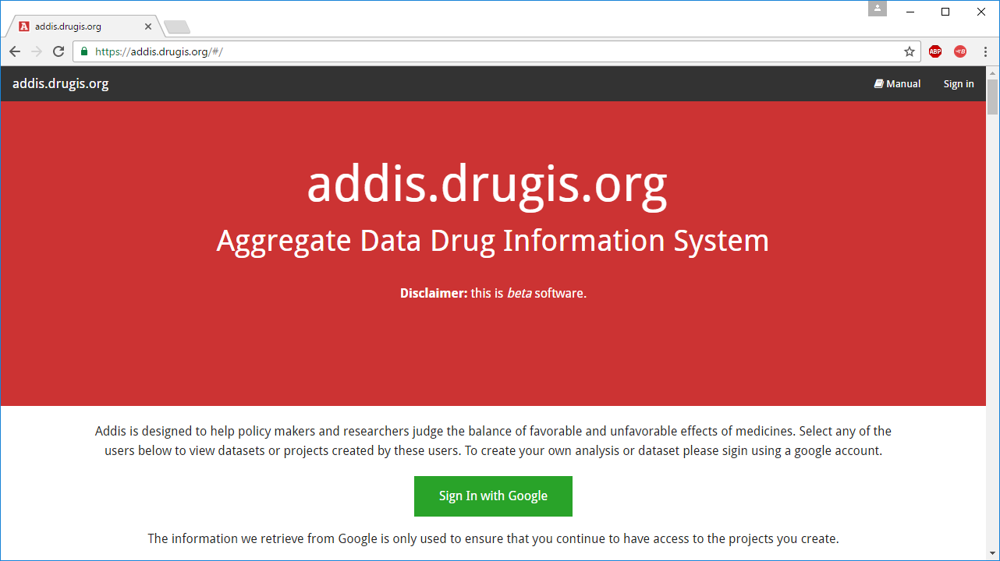 A addis.drugis.org
https://addis.drugis.org/#/
ABP
addis.drugis.org
Manual
Sign in
addis.drugis.org
Aggregate Data Drug Information System
Disclaimer: this is beta software.
Addis is designed to help policy makers and researchers judge the balance of favorable and unfavorable effects of medicines. Select any of the
users below to view datasets or projects created by these users. To create your own analysis or dataset please sigin using a google account.
Sign In with Google
The information we retrieve from Google is only used to ensure that you continue to have access to the projects you create.